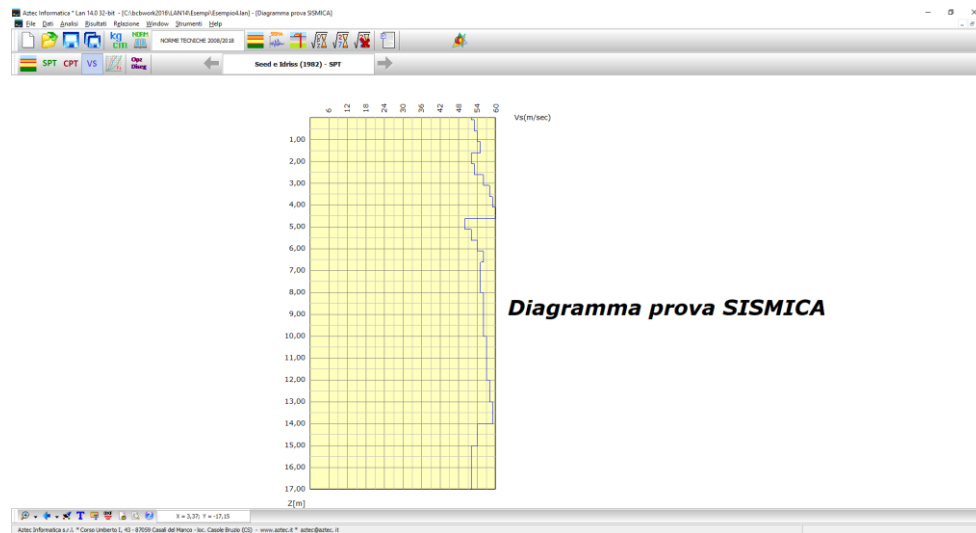 Aztec Informatica * Lan 14.0 32-bit - [C:\bcbwork2016\LAN14\Esempi\Esempio4.lan] - [Diagramma prova SISMICA]
File Dati Analisi Risultati Relazione Window Strumenti Help
kg cm NORM NORME TECNICHE 2008/2018
SPT CPT VS Opz Diseg Seed e Idriss (1982) - SPT
6 12 18 24 30 36 42 48 54 60 Vs(m/sec)
1,00
2,00
3,00
4,00
5,00
6,00
7,00
8,00
9,00
Diagramma prova SISMICA
10,00
11,00
12,00
13,00
14,00
15,00
16,00
17,00
Z[m]
T X = 3,37; Y = -17,15
Aztec Informatica s.r.l. * Corso Umberto I, 43 - 87059 Casali del Manco - loc. Casole Bruzio (CS) - www.aztec.it * aztec@aztec.it